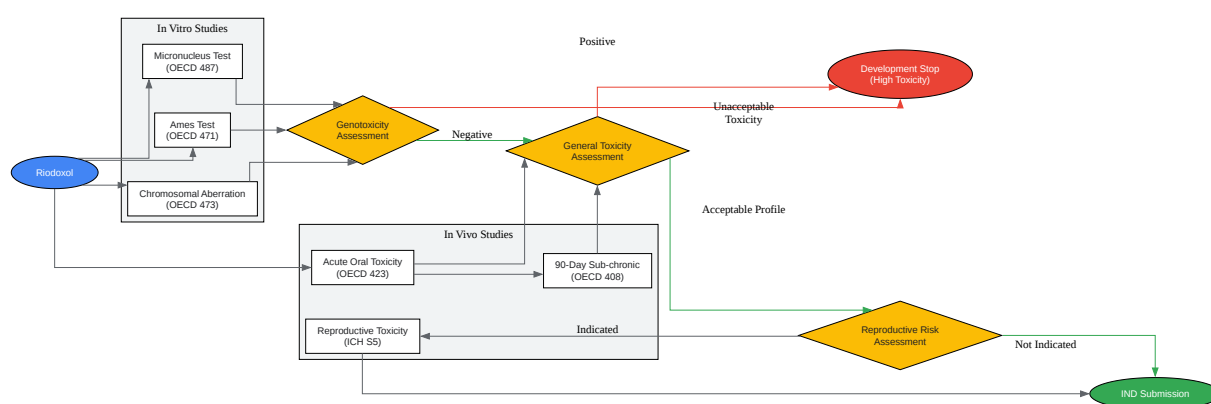 In Vitro Studies
Micronucleus Test
(OECD 487)
Ames Test
(OECD 471)
Chromosomal Aberration
(OECD 473)
Riodoxol
Genotoxicity
Assessment
Negative
Positive
General Toxicity
Assessment
Unacceptable
Toxicity
Development Stop
(High Toxicity)
Acceptable Profile
In Vivo Studies
Acute Oral Toxicity
(OECD 423)
90-Day Sub-chronic
(OECD 408)
Reproductive Toxicity
(ICH S5)
Indicated
Reproductive Risk
Assessment
Not Indicated
IND Submission